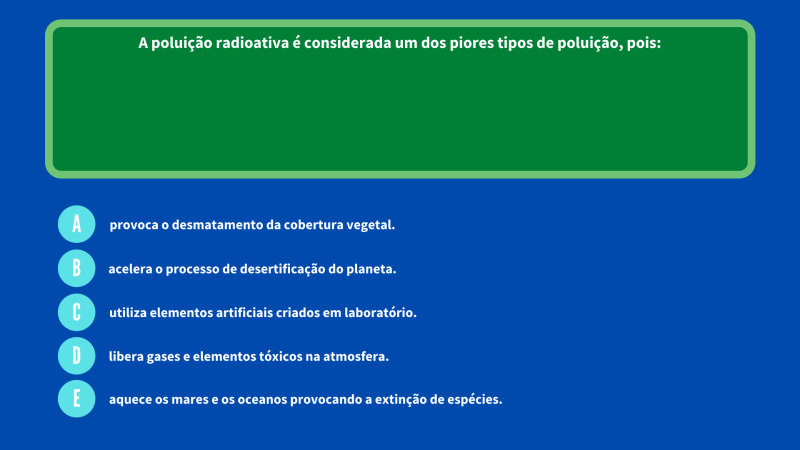 A poluição radioativa é considerada um dos piores tipos de poluição, pois:
A provoca o desmatamento da cobertura vegetal.
B acelera o processo de desertificação do planeta.
C utiliza elementos artificiais criados em laboratório.
D libera gases e elementos tóxicos na atmosfera.
E aquece os mares e os oceanos provocando a extinção de espécies.